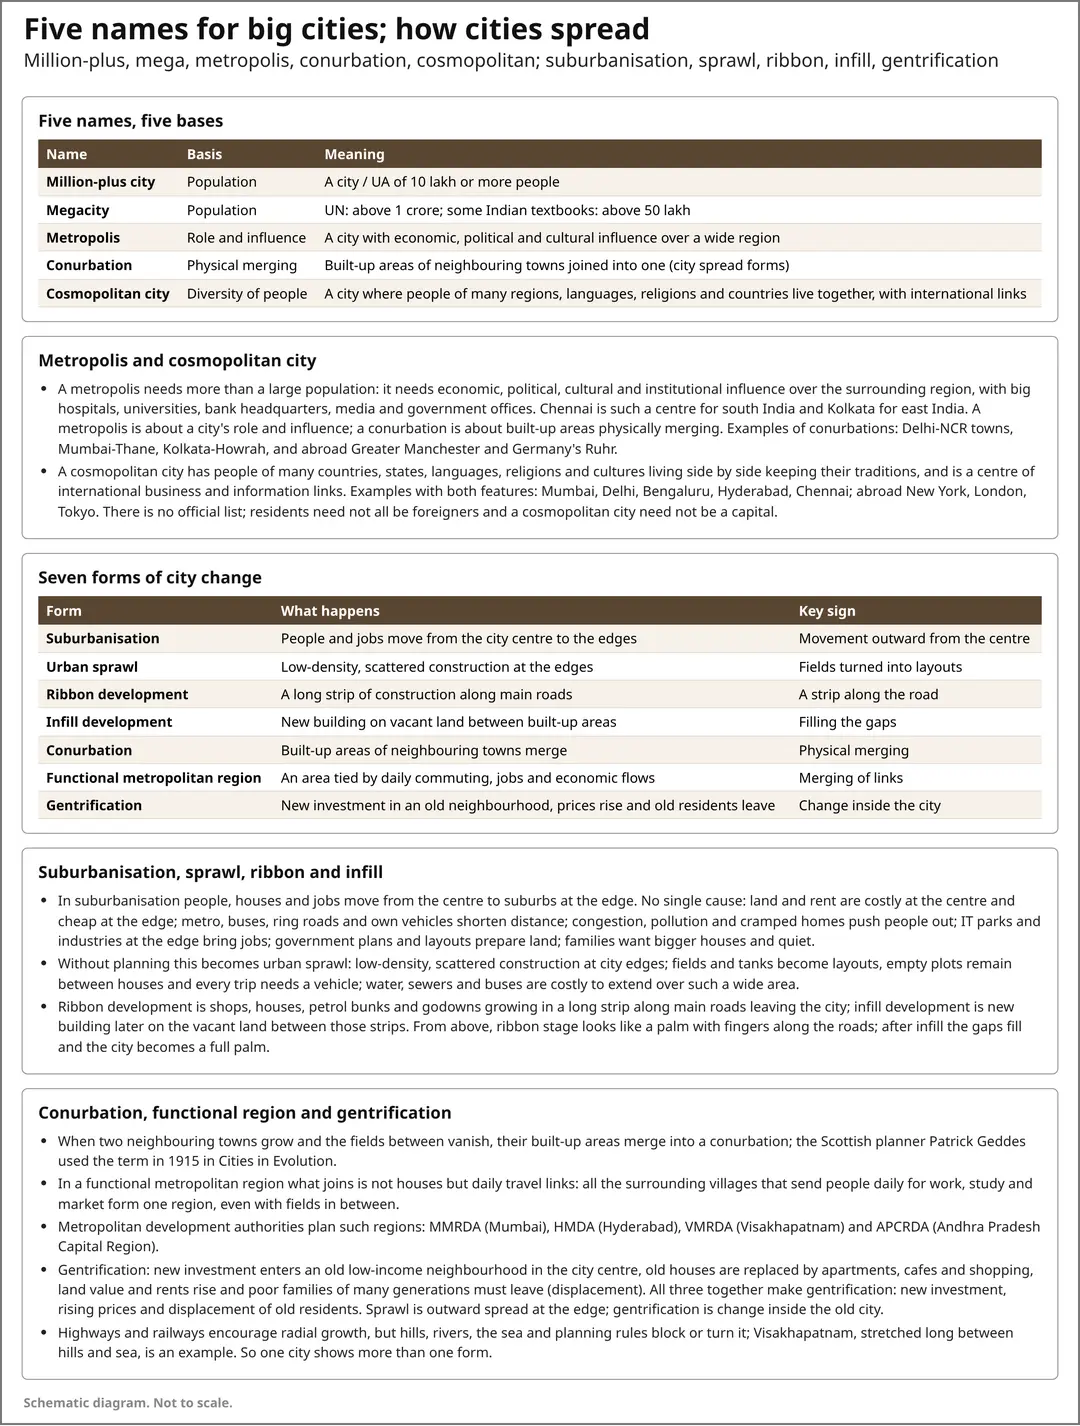 Five names for big cities; how cities spread
Million-plus, mega, metropolis, conurbation, cosmopolitan; suburbanisation, sprawl, ribbon, infill, gentrification
Five names, five bases
Name Basis Meaning
Million-plus city Population A city / UA of 10 lakh or more people
Megacity Population UN: above 1 crore; some Indian textbooks: above 50 lakh
Metropolis Role and influence A city with economic, political and cultural influence over a wide region
Conurbation Physical merging Built-up areas of neighbouring towns joined into one (city spread forms)
Cosmopolitan city Diversity of people A city where people of many regions, languages, religions and countries live together, with international links
Metropolis and cosmopolitan city
• A metropolis needs more than a large population: it needs economic, political, cultural and institutional influence over the surrounding region, with big
hospitals, universities, bank headquarters, media and government offices. Chennai is such a centre for south India and Kolkata for east India. A
metropolis is about a city's role and influence; a conurbation is about built-up areas physically merging. Examples of conurbations: Delhi-NCR towns,
Mumbai-Thane, Kolkata-Howrah, and abroad Greater Manchester and Germany's Ruhr.
• A cosmopolitan city has people of many countries, states, languages, religions and cultures living side by side keeping their traditions, and is a centre of
international business and information links. Examples with both features: Mumbai, Delhi, Bengaluru, Hyderabad, Chennai; abroad New York, London,
Tokyo. There is no official list; residents need not all be foreigners and a cosmopolitan city need not be a capital.
Seven forms of city change
Form What happens Key sign
Suburbanisation People and jobs move from the city centre to the edges Movement outward from the centre
Urban sprawl Low-density, scattered construction at the edges Fields turned into layouts
Ribbon development A long strip of construction along main roads A strip along the road
Infill development New building on vacant land between built-up areas Filling the gaps
Conurbation Built-up areas of neighbouring towns merge Physical merging
Functional metropolitan region An area tied by daily commuting, jobs and economic flows Merging of links
Gentrification New investment in an old neighbourhood, prices rise and old residents leave Change inside the city
Suburbanisation, sprawl, ribbon and infill
• In suburbanisation people, houses and jobs move from the centre to suburbs at the edge. No single cause: land and rent are costly at the centre and
cheap at the edge; metro, buses, ring roads and own vehicles shorten distance; congestion, pollution and cramped homes push people out; IT parks and
industries at the edge bring jobs; government plans and layouts prepare land; families want bigger houses and quiet.
• Without planning this becomes urban sprawl: low-density, scattered construction at city edges; fields and tanks become layouts, empty plots remain
between houses and every trip needs a vehicle; water, sewers and buses are costly to extend over such a wide area.
• Ribbon development is shops, houses, petrol bunks and godowns growing in a long strip along main roads leaving the city; infill development is new
building later on the vacant land between those strips. From above, ribbon stage looks like a palm with fingers along the roads; after infill the gaps fill
and the city becomes a full palm.
Conurbation, functional region and gentrification
• When two neighbouring towns grow and the fields between vanish, their built-up areas merge into a conurbation; the Scottish planner Patrick Geddes
used the term in 1915 in Cities in Evolution.
• In a functional metropolitan region what joins is not houses but daily travel links: all the surrounding villages that send people daily for work, study and
market form one region, even with fields in between.
• Metropolitan development authorities plan such regions: MMRDA (Mumbai), HMDA (Hyderabad), VMRDA (Visakhapatnam) and APCRDA (Andhra Pradesh
Capital Region).
• Gentrification: new investment enters an old low-income neighbourhood in the city centre, old houses are replaced by apartments, cafes and shopping,
land value and rents rise and poor families of many generations must leave (displacement). All three together make gentrification: new investment,
rising prices and displacement of old residents. Sprawl is outward spread at the edge; gentrification is change inside the old city.
• Highways and railways encourage radial growth, but hills, rivers, the sea and planning rules block or turn it; Visakhapatnam, stretched long between
hills and sea, is an example. So one city shows more than one form.
Schematic diagram. Not to scale.